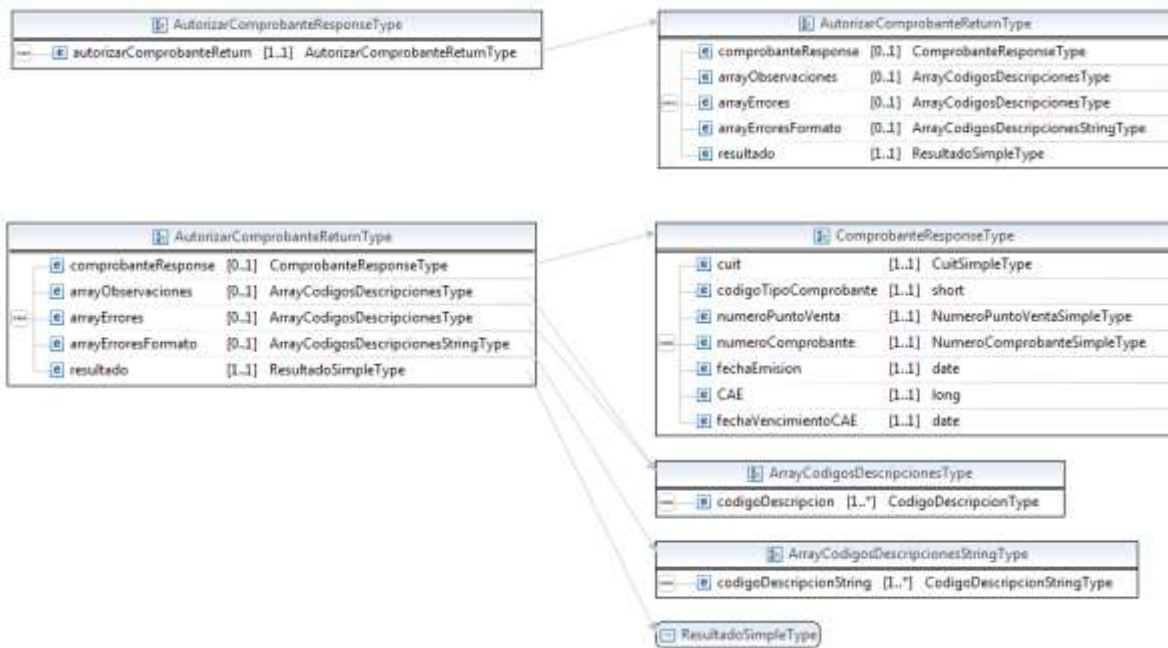 AutorizarComprobanteResponseType
autorizarComprobanteReturn [1..1] AutorizarComprobanteReturnType
AutorizarComprobanteReturnType
comprobanteResponse [0..1] ComprobanteResponseType
arrayObservaciones [0..1] ArrayCodigosDescripcionesType
arrayErrores [0..1] ArrayCodigosDescripcionesType
arrayErroresFormato [0..1] ArrayCodigosDescripcionesStringType
resultado [1..1] ResultadoSimpleType
AutorizarComprobanteReturnType
comprobanteResponse [0..1] ComprobanteResponseType
arrayObservaciones [0..1] ArrayCodigosDescripcionesType
arrayErrores [0..1] ArrayCodigosDescripcionesType
arrayErroresFormato [0..1] ArrayCodigosDescripcionesStringType
resultado [1..1] ResultadoSimpleType
ComprobanteResponseType
cuit [1..1] CuitSimpleType
codigoTipoComprobante [1..1] short
numeroPuntoVenta [1..1] NumeroPuntoVentaSimpleType
numeroComprobante [1..1] NumeroComprobanteSimpleType
fechaEmision [1..1] date
CAE [1..1] long
fechaVencimientoCAE [1..1] date
ArrayCodigosDescripcionesType
codigoDescripcion [1..*] CodigoDescripcionType
ArrayCodigosDescripcionesStringType
codigoDescripcionString [1..*] CodigoDescripcionStringType
ResultadoSimpleType